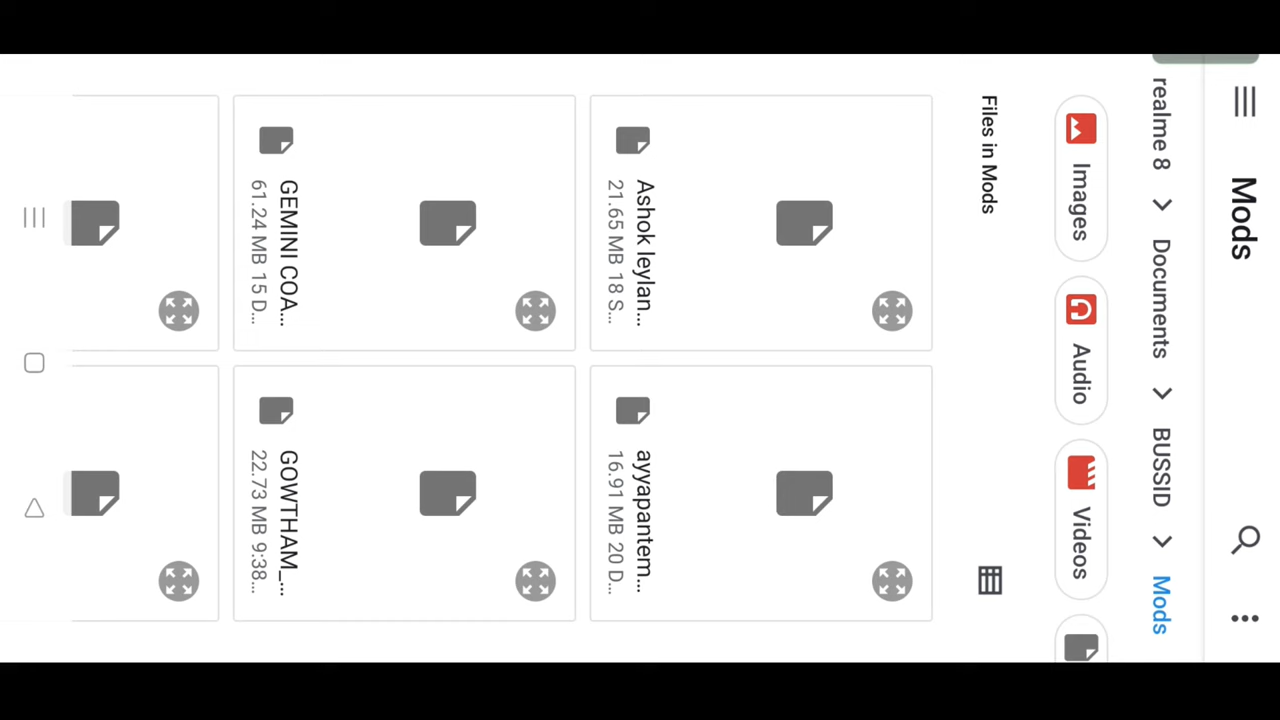 Mods
realme 8 > Documents > BUSSID > Mods
Images
Audio
Videos
Files in Mods
Ashok leylan...
21.65 MB 18 S...
ayyapantem...
16.91 MB 20 D...
GEMINI COA...
61.24 MB 15 D...
GOWTHAM_...
22.73 MB 9:38...